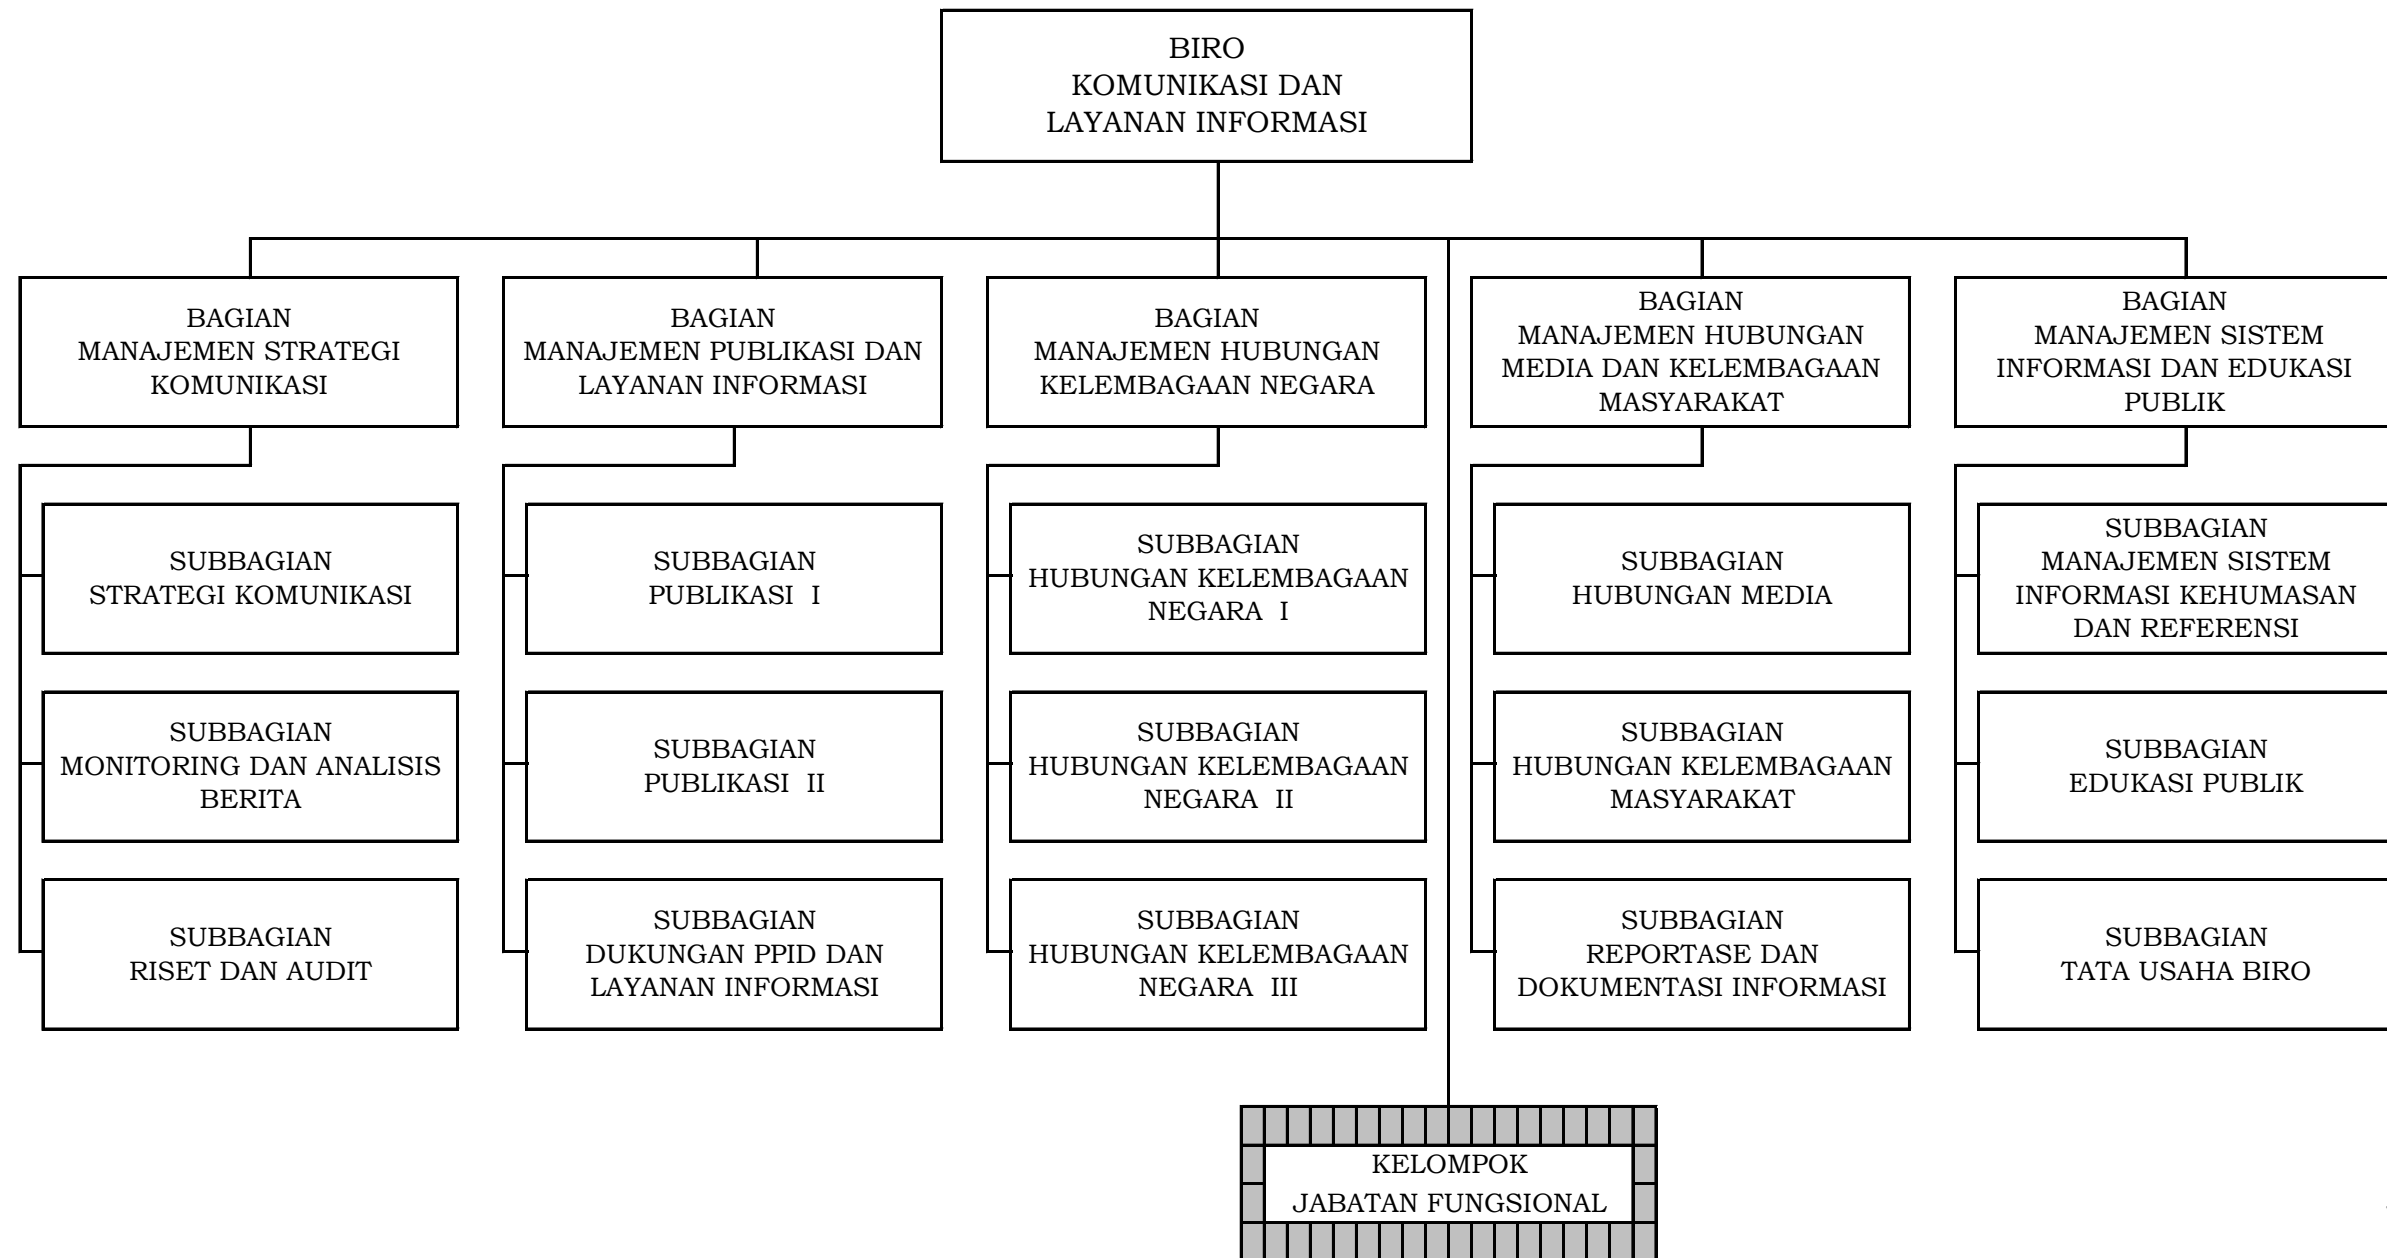 BIRO
KOMUNIKASI DAN
LAYANAN INFORMASI
BAGIAN
MANAJEMEN STRATEGI
KOMUNIKASI
BAGIAN
MANAJEMEN PUBLIKASI DAN
LAYANAN INFORMASI
BAGIAN
MANAJEMEN HUBUNGAN
KELEMBAGAAN NEGARA
BAGIAN
MANAJEMEN HUBUNGAN
MEDIA DAN KELEMBAGAAN
MASYARAKAT
BAGIAN
MANAJEMEN SISTEM
INFORMASI DAN EDUKASI
PUBLIK
SUBBAGIAN
STRATEGI KOMUNIKASI
SUBBAGIAN
PUBLIKASI  I
SUBBAGIAN
HUBUNGAN KELEMBAGAAN
NEGARA  I
SUBBAGIAN
HUBUNGAN MEDIA
SUBBAGIAN
MANAJEMEN SISTEM
INFORMASI KEHUMASAN
DAN REFERENSI
SUBBAGIAN
MONITORING DAN ANALISIS
BERITA
SUBBAGIAN
PUBLIKASI  II
SUBBAGIAN
HUBUNGAN KELEMBAGAAN
NEGARA  II
SUBBAGIAN
HUBUNGAN KELEMBAGAAN
MASYARAKAT
SUBBAGIAN
EDUKASI PUBLIK
SUBBAGIAN
RISET DAN AUDIT
SUBBAGIAN
DUKUNGAN PPID DAN
LAYANAN INFORMASI
SUBBAGIAN
HUBUNGAN KELEMBAGAAN
NEGARA  III
SUBBAGIAN
REPORTASE DAN
DOKUMENTASI INFORMASI
SUBBAGIAN
TATA USAHA BIRO
KELOMPOK
JABATAN FUNGSIONAL